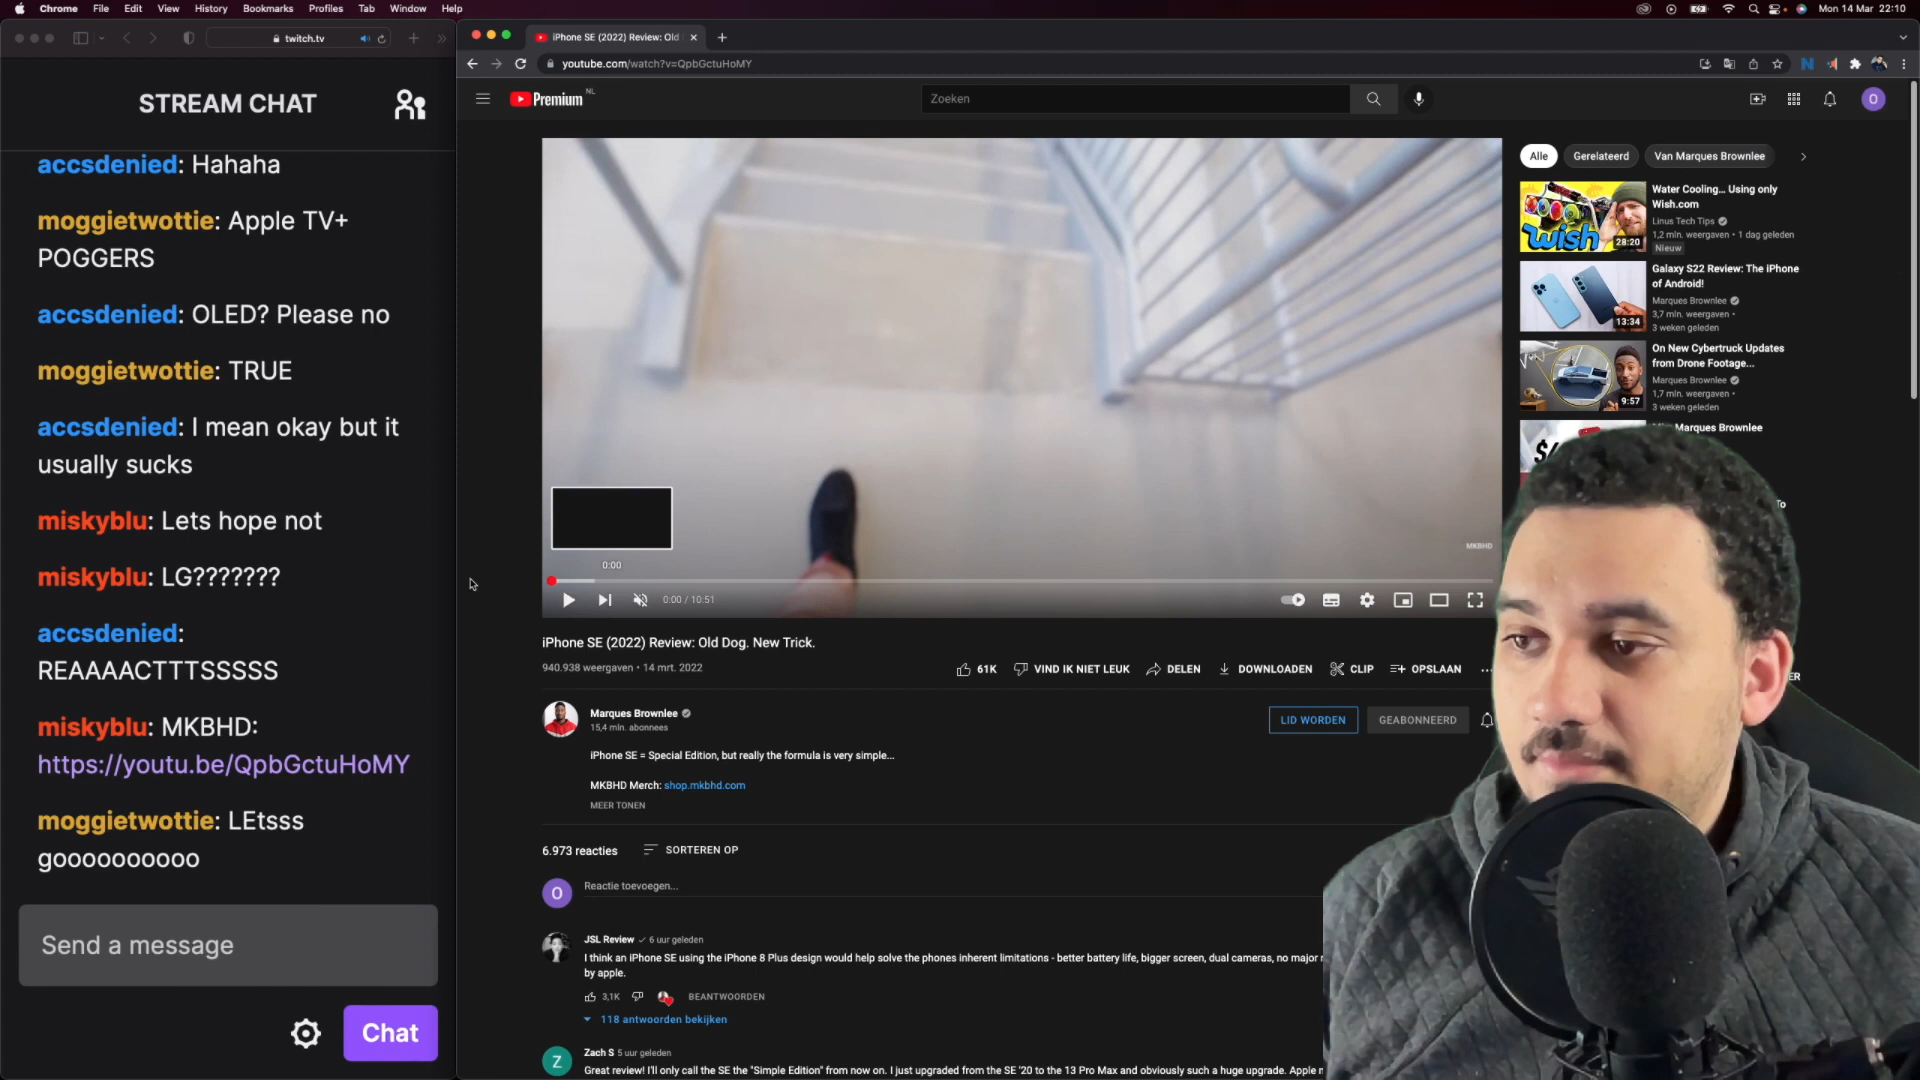 Chrome File Edit View History Bookmarks Profiles Tab Window Help
Mon 14 Mar 22:10
twitch.tv
STREAM CHAT
accsdenied: Hahaha
moggietwottie: Apple TV+
POGGERS
accsdenied: OLED? Please no
moggietwottie: TRUE
accsdenied: I mean okay but it
usually sucks
miskyblu: Lets hope not
miskyblu: LG???????
accsdenied:
REAAAACTTTSSSSS
miskyblu: MKBHD:
https://youtu.be/QpbGctuHoMY
moggietwottie: LEtsss
goooooooooo
Send a message
Chat
iPhone SE (2022) Review: Old
youtube.com/watch?v=QpbGctuHoMY
Premium NL
Zoeken
O
MKBHD
0:00
0:00 / 10:51
iPhone SE (2022) Review: Old Dog. New Trick.
940.938 weergaven • 14 mrt. 2022
61K VIND IK NIET LEUK DELEN DOWNLOADEN CLIP OPSLAAN
Marques Brownlee
15,4 mln. abonnees
LID WORDEN GEABONNEERD
iPhone SE = Special Edition, but really the formula is very simple...
MKBHD Merch: shop.mkbhd.com
MEER TONEN
6.973 reacties SORTEREN OP
O
Reactie toevoegen...
JSL Review 6 uur geleden
I think an iPhone SE using the iPhone 8 Plus design would help solve the phones inherent limitations - better battery life, bigger screen, dual cameras, no major
by apple.
3,1K BEANTWOORDEN
118 antwoorden bekijken
Z
Zach S 5 uur geleden
Great review! I'll only call the SE the "Simple Edition" from now on. I just upgraded from the SE '20 to the 13 Pro Max and obviously such a huge upgrade. Apple
Alle Gerelateerd Van Marques Brownlee
wish
28:20
Water Cooling... Using only
Wish.com
Linus Tech Tips
1,2 mln. weergaven • 1 dag geleden
Nieuw
13:34
Galaxy S22 Review: The iPhone
of Android!
Marques Brownlee
3,7 mln. weergaven •
3 weken geleden
9:57
On New Cybertruck Updates
from Drone Footage...
Marques Brownlee
1,7 mln. weergaven •
3 weken geleden
Marques Brownlee